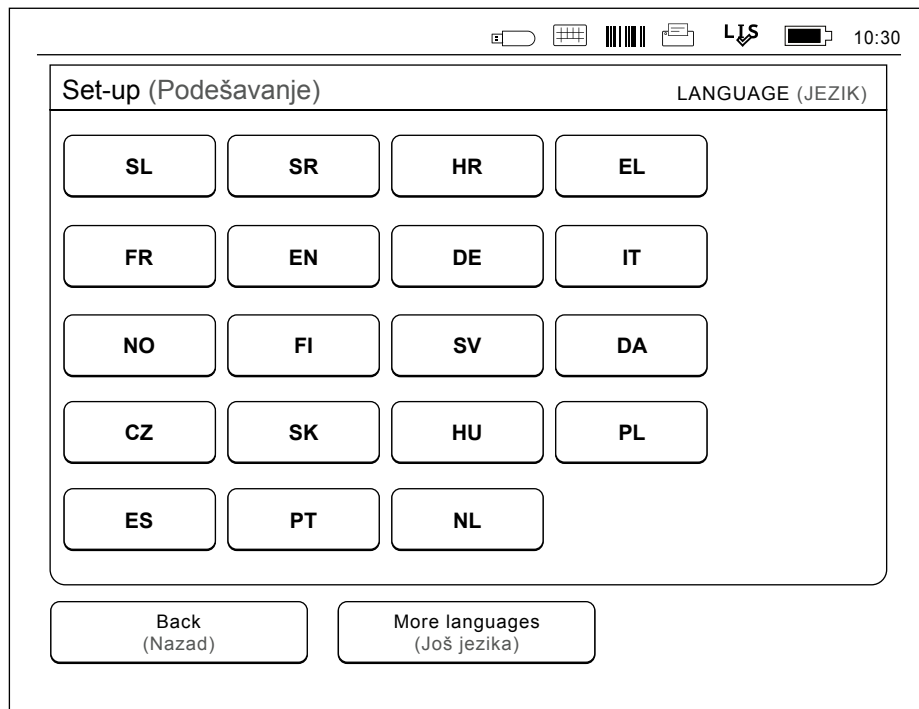 LIS 10:30
Set-up (Podešavanje) LANGUAGE (JEZIK)
SL SR HR EL
FR EN DE IT
NO FI SV DA
CZ SK HU PL
ES PT NL
Back More languages
(Nazad) (Još jezika)